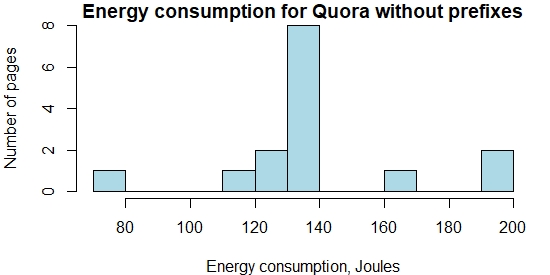 Energy consumption for Quora without prefixes
Number of pages
8
6
4
2
0
80 100 120 140 160 180 200
Energy consumption, Joules